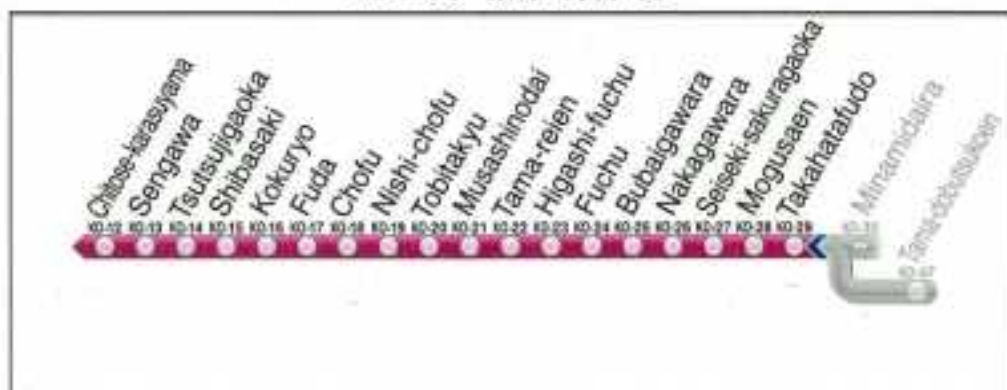 Chitose-karasuyama
Sengawa
Tsutsujigaoka
Shibasaki
Kokuryo
Fuda
Chofu
Nishi-chofu
Tobitakyu
Musashinodai
Tama-reien
Higashi-fuchu
Fuchu
Bubaigawara
Nakagawara
Seiseki-sakuragaoka
Mogusaen
Takahatafudo
Minamidaira
Tama-dobutsukoen
KO-12 KO-13 KO-14 KO-15 KO-16 KO-17 KO-18 KO-19 KO-20 KO-21 KO-22 KO-23 KO-24 KO-25 KO-26 KO-27 KO-28 KO-29